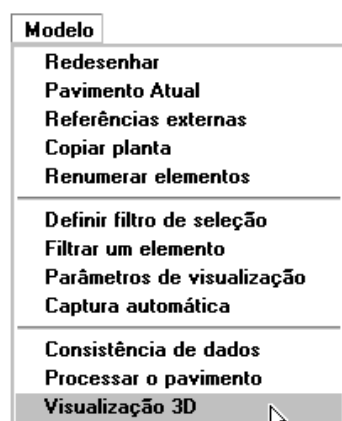 Modelo
Redesenhar
Pavimento Atual
Referências externas
Copiar planta
Renumerar elementos
Definir filtro de seleção
Filtrar um elemento
Parâmetros de visualização
Captura automática
Consistência de dados
Processar o pavimento
Visualização 3D